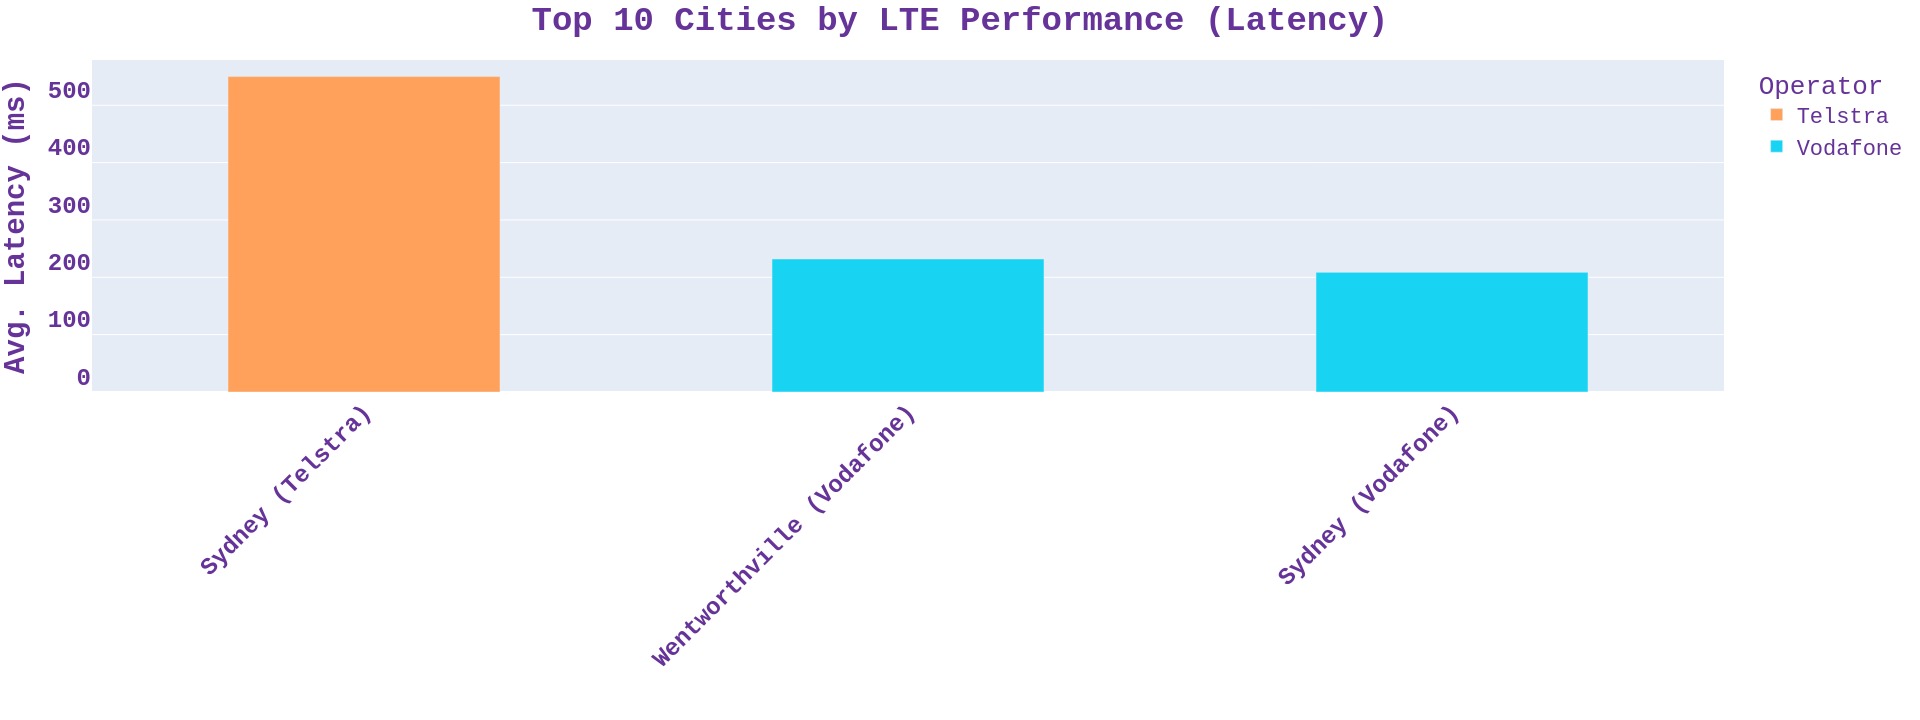 Top 10 Cities by LTE Performance (Latency)
Avg. Latency (ms)
500
400
300
200
100
0
Sydney (Telstra)
Wentworthville (Vodafone)
Sydney (Vodafone)
Operator
Telstra
Vodafone